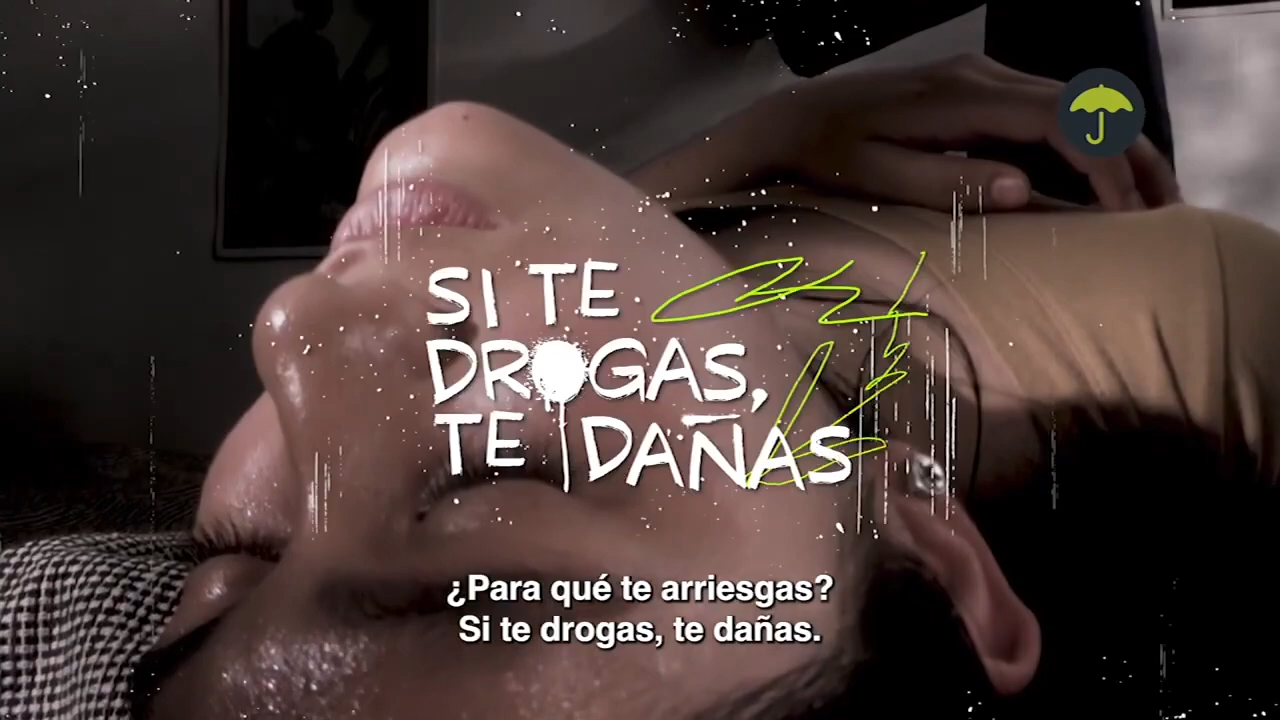 SI TE
DROGAS,
TE DAÑAS
¿Para qué te arriesgas?
Si te drogas, te dañas.